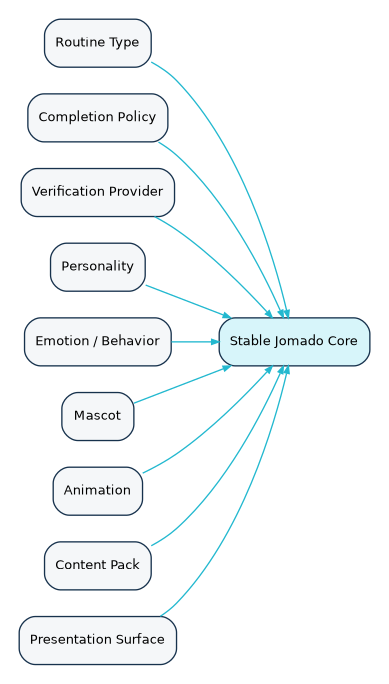 Routine Type
Completion Policy
Verification Provider
Personality
Emotion / Behavior
Stable Jomado Core
Mascot
Animation
Content Pack
Presentation Surface